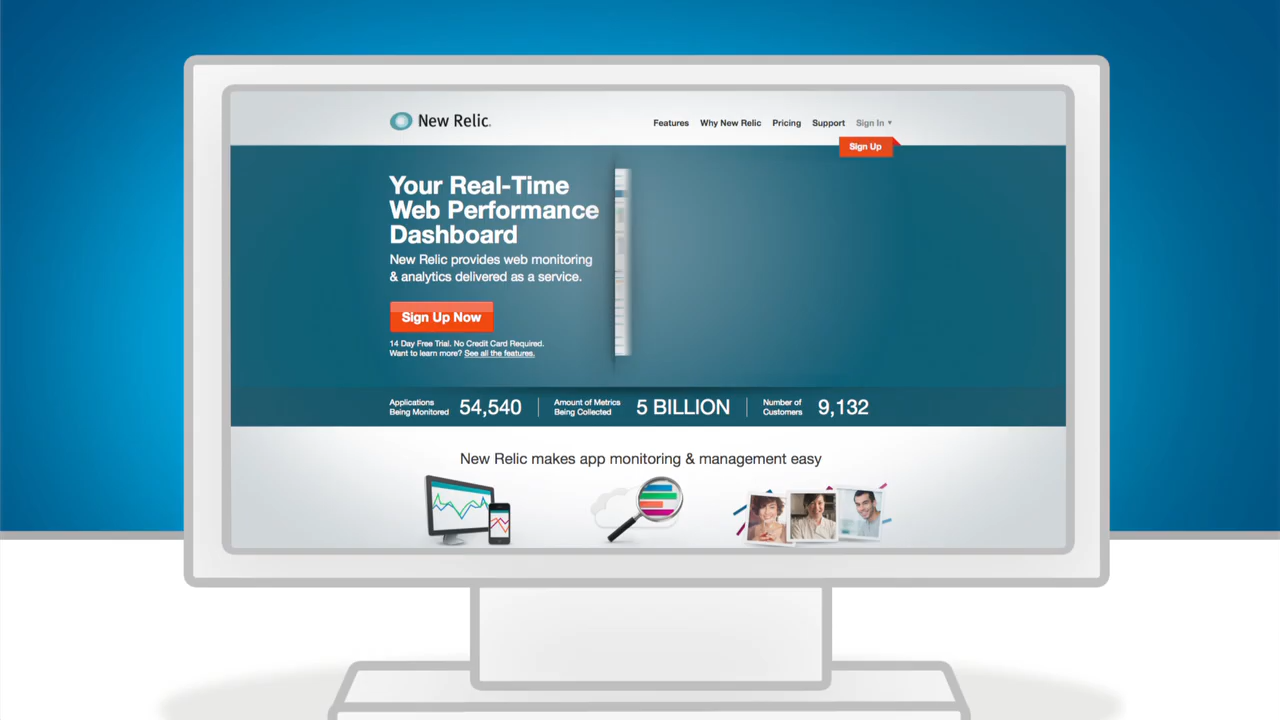 New Relic.
Features Why New Relic Pricing Support Sign In
Sign Up
Your Real-Time
Web Performance
Dashboard
New Relic provides web monitoring
& analytics delivered as a service.
Sign Up Now
14 Day Free Trial. No Credit Card Required.
Want to learn more? See all the features.
Applications
Being Monitored
54,540
Amount of Metrics
Being Collected
5 BILLION
Number of
Customers
9,132
New Relic makes app monitoring & management easy